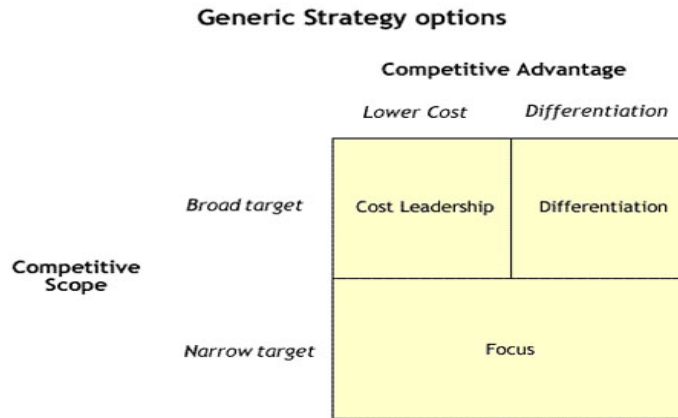 Generic Strategy options
Competitive Advantage
Lower Cost Differentiation
Broad target Cost Leadership Differentiation
Competitive
Scope
Narrow target Focus